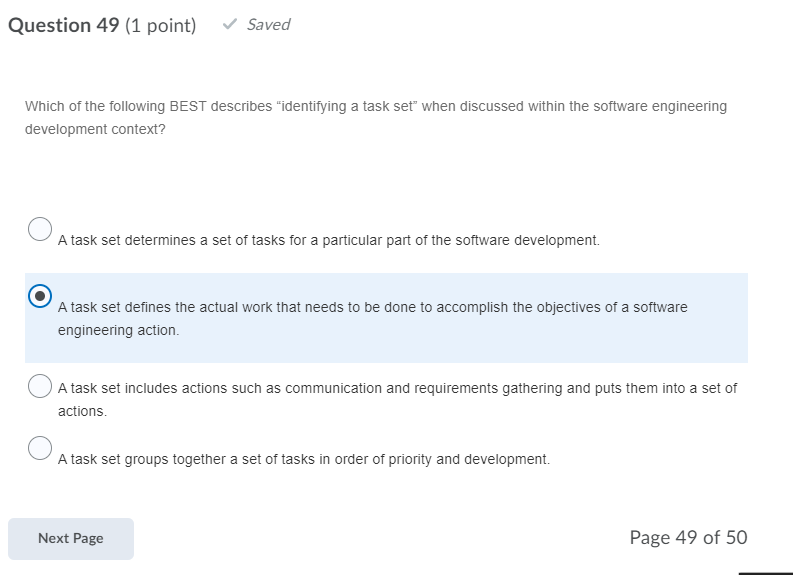 Question 49 (1 point) ✓ Saved
Which of the following BEST describes “identifying a task set” when discussed within the software engineering
development context?
A task set determines a set of tasks for a particular part of the software development.
A task set defines the actual work that needs to be done to accomplish the objectives of a software
engineering action.
A task set includes actions such as communication and requirements gathering and puts them into a set of
actions.
A task set groups together a set of tasks in order of priority and development.
Next Page
Page 49 of 50